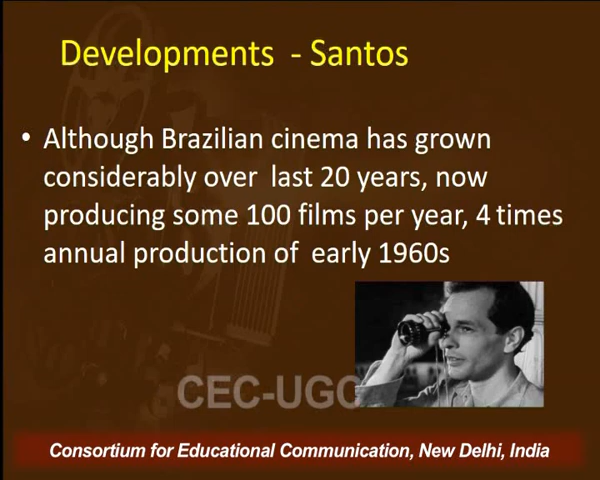 Developments - Santos
• Although Brazilian cinema has grown
considerably over last 20 years, now
producing some 100 films per year, 4 times
annual production of early 1960s
CEC-UGC
Consortium for Educational Communication, New Delhi, India